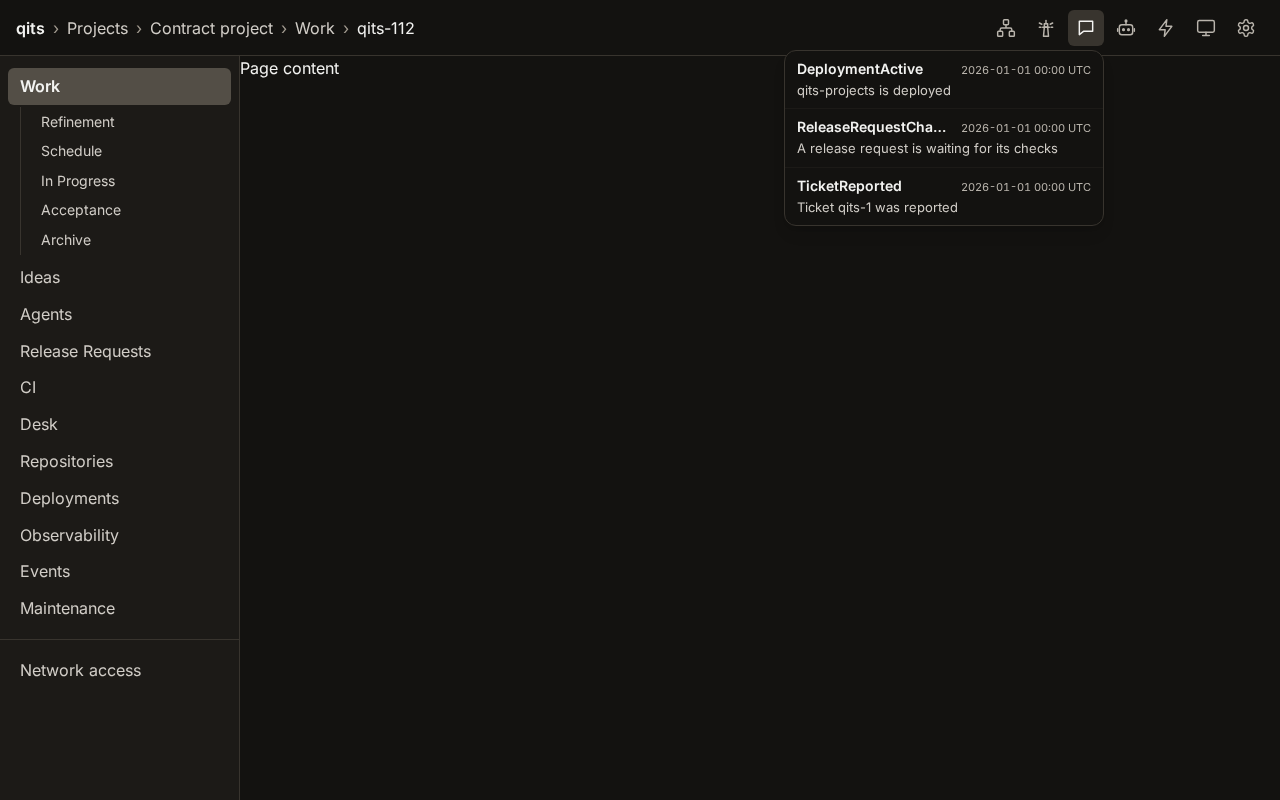 qits › Projects › Contract project › Work › qits-112
Work
Refinement
Schedule
In Progress
Acceptance
Archive
Ideas
Agents
Release Requests
CI
Desk
Repositories
Deployments
Observability
Events
Maintenance
Network access
Page content
DeploymentActive 2026-01-01 00:00 UTC
qits-projects is deployed
ReleaseRequestCha... 2026-01-01 00:00 UTC
A release request is waiting for its checks
TicketReported 2026-01-01 00:00 UTC
Ticket qits-1 was reported